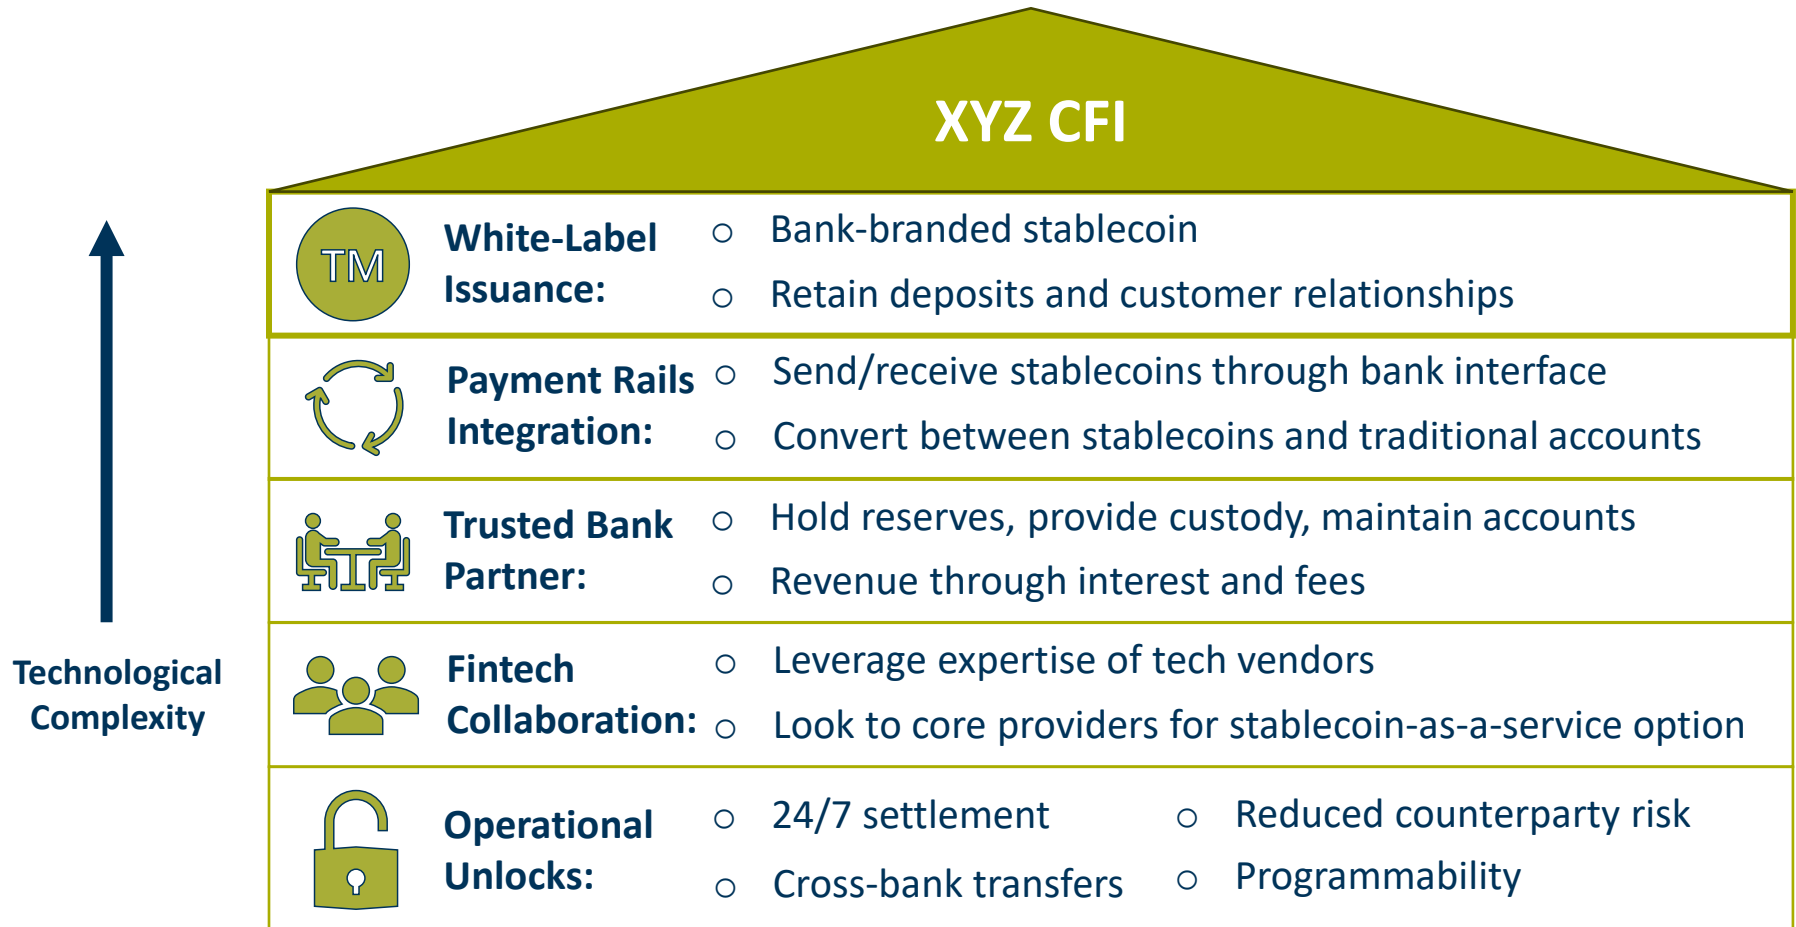 XYZ CFI
TM
White-Label
Issuance:
○ Bank-branded stablecoin
○ Retain deposits and customer relationships
Payment Rails
Integration:
○ Send/receive stablecoins through bank interface
○ Convert between stablecoins and traditional accounts
Trusted Bank
Partner:
○ Hold reserves, provide custody, maintain accounts
○ Revenue through interest and fees
Fintech
Collaboration:
○ Leverage expertise of tech vendors
○ Look to core providers for stablecoin-as-a-service option
Operational
Unlocks:
○ 24/7 settlement
○ Cross-bank transfers
○ Reduced counterparty risk
○ Programmability
Technological
Complexity